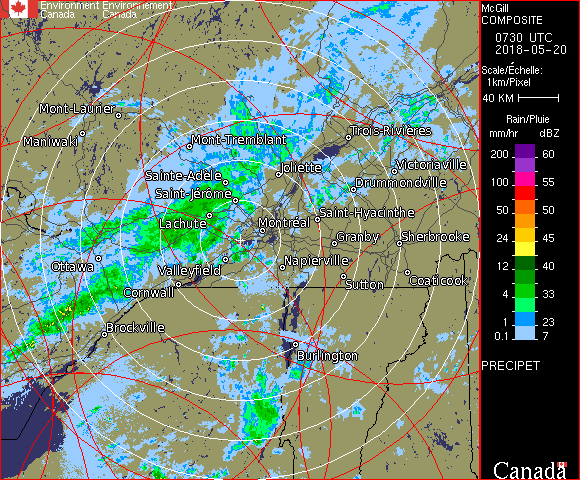 Environment Environnement
Canada Canada
McGill
COMPOSITE
0730 UTC
2018-05-20
Scale/Échelle:
1km/Pixel
40 KM
Rain/Pluie
mm/hr dBZ
200 60
100 55
50 50
24 45
12 40
4 33
2 23
0.1 7
PRECIPET
Canada
Mont-Laurier
Maniwaki
Mont-Tremblant
Trois-Rivières
Joliette
Victoriaville
Sainte-Adèle
Drummondville
Saint-Jérôme
Saint-Hyacinthe
Lachute
Montréal
Granby
Sherbrooke
Ottawa
Valleyfield
Napierville
Cornwall
Sutton
Coaticook
Brockville
Burlington